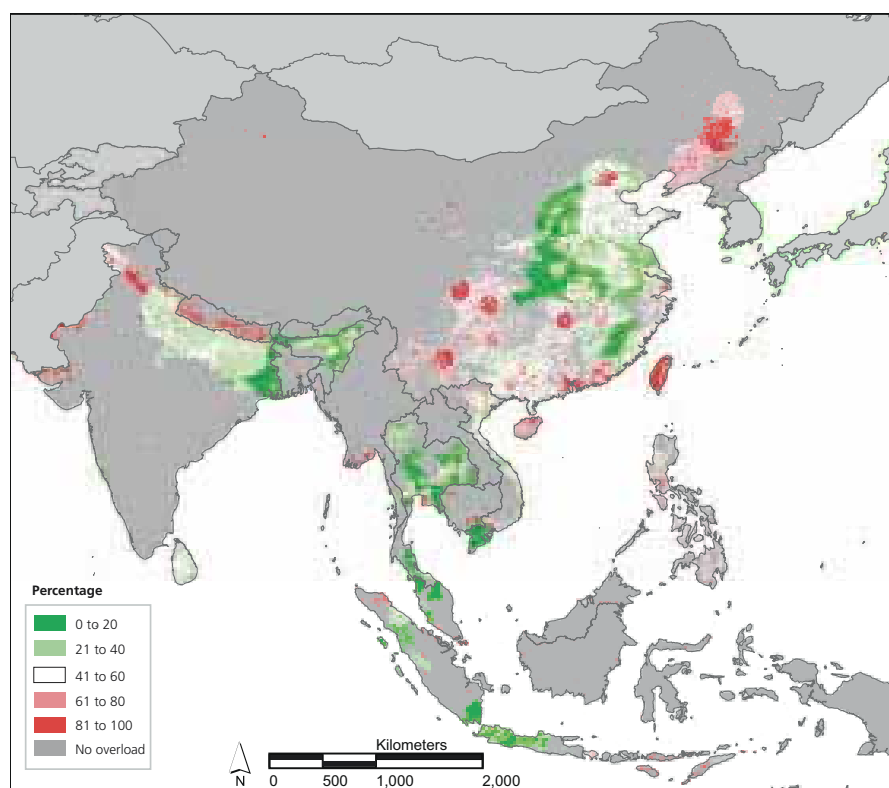 Percentage
0 to 20
21 to 40
41 to 60
61 to 80
81 to 100
No overload
Kilometers
N
0 500 1,000 2,000